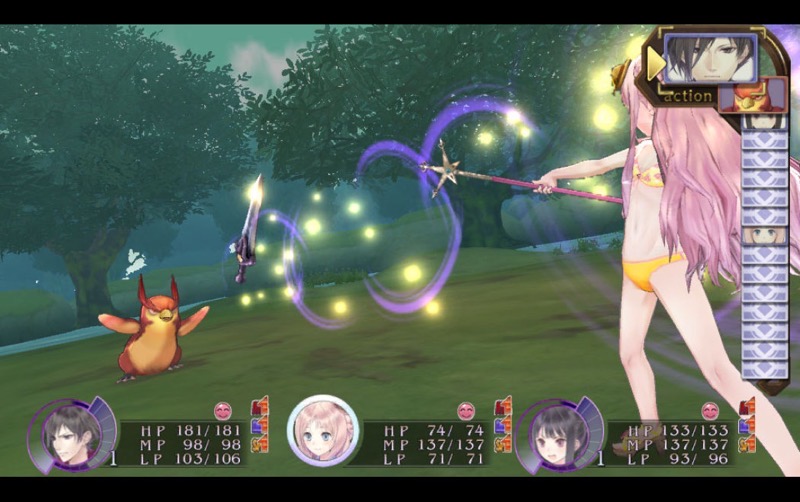 action
1
HP 181/181
MP 98/ 98
LP 103/106
HP 74/ 74
MP 137/137
LP 71/ 71
1
HP 133/133
MP 137/137
LP 93/ 96